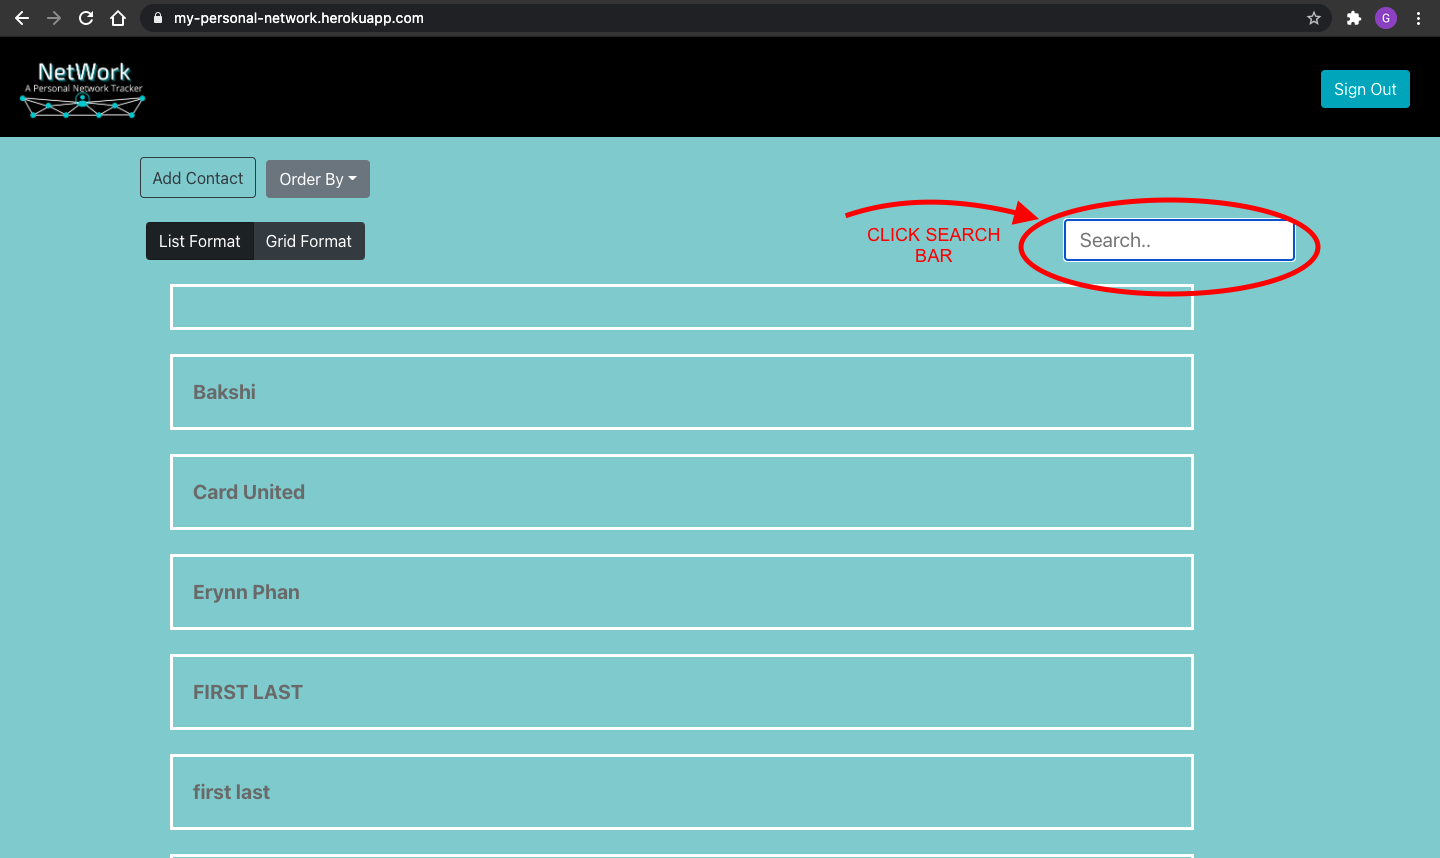 my-personal-network.herokuapp.com
G
NetWork
A Personal Network Tracker
Sign Out
Add Contact
Order By
List Format
Grid Format
CLICK SEARCH
BAR
Search..
Bakshi
Card United
Erynn Phan
FIRST LAST
first last